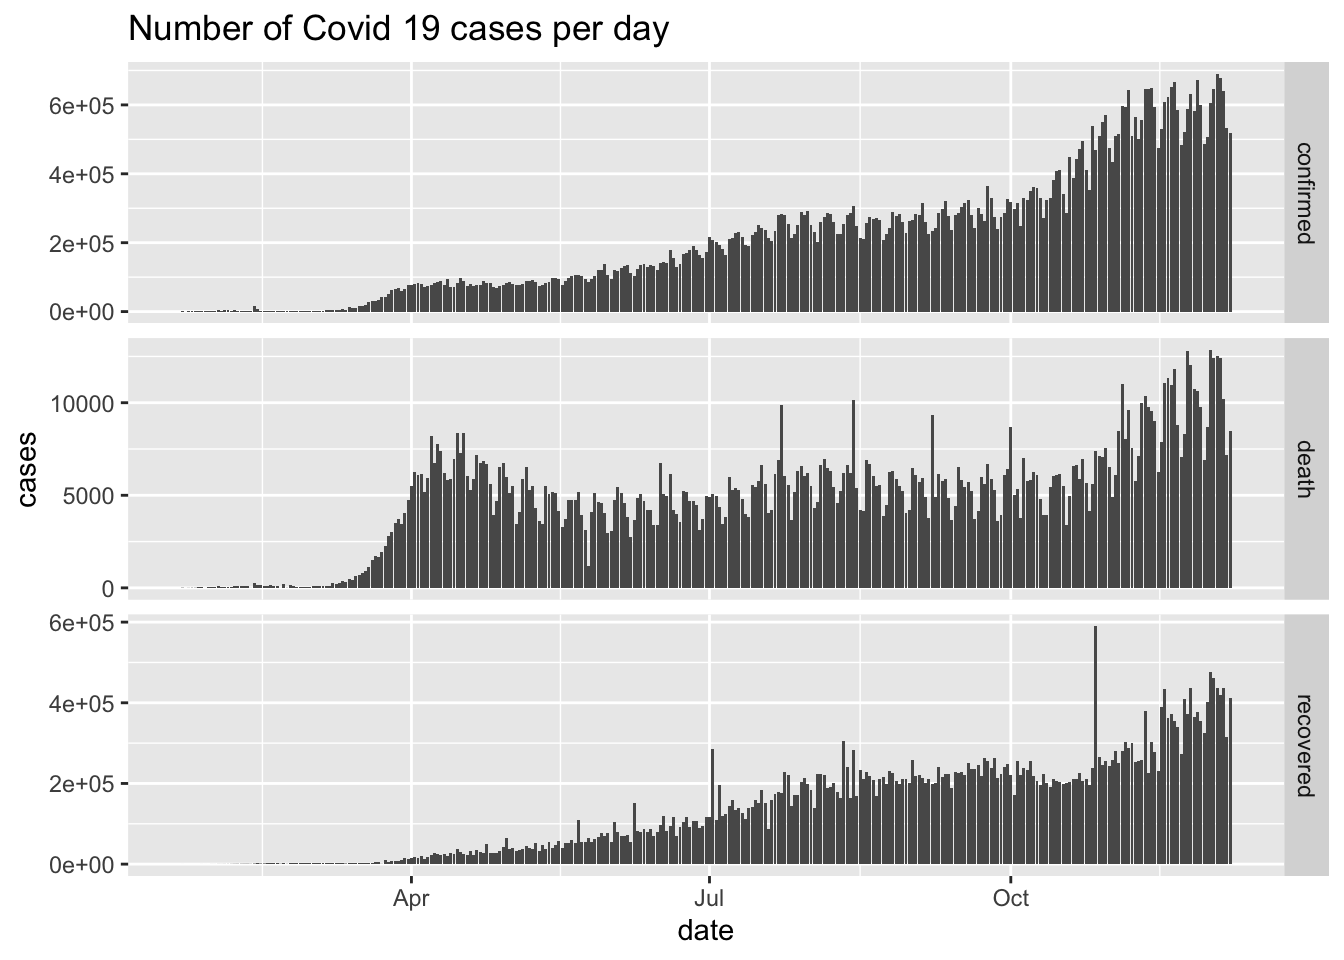 Number of Covid 19 cases per day
6e+05
4e+05
2e+05
0e+00
confirmed
cases
10000
5000
0
death
6e+05
4e+05
2e+05
0e+00
recovered
Apr
Jul
Oct
date